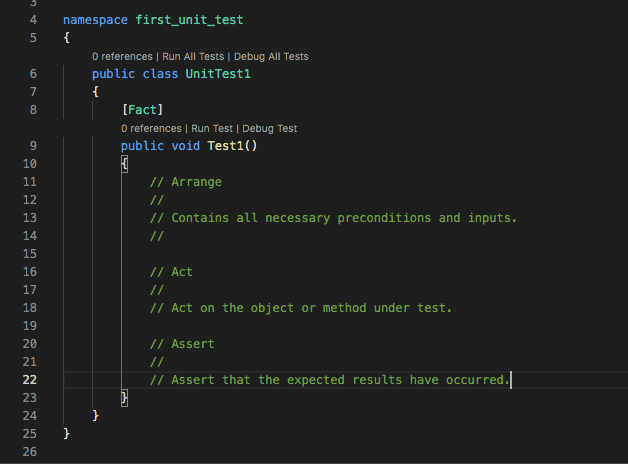 3
4 namespace first_unit_test
5 {
0 references | Run All Tests | Debug All Tests
6 public class UnitTest1
7 {
8 [Fact]
0 references | Run Test | Debug Test
9 public void Test1()
10 {
11 // Arrange
12 //
13 // Contains all necessary preconditions and inputs.
14 //
15
16 // Act
17 //
18 // Act on the object or method under test.
19
20 // Assert
21 //
22 // Assert that the expected results have occurred.
23 }
24 }
25 }
26